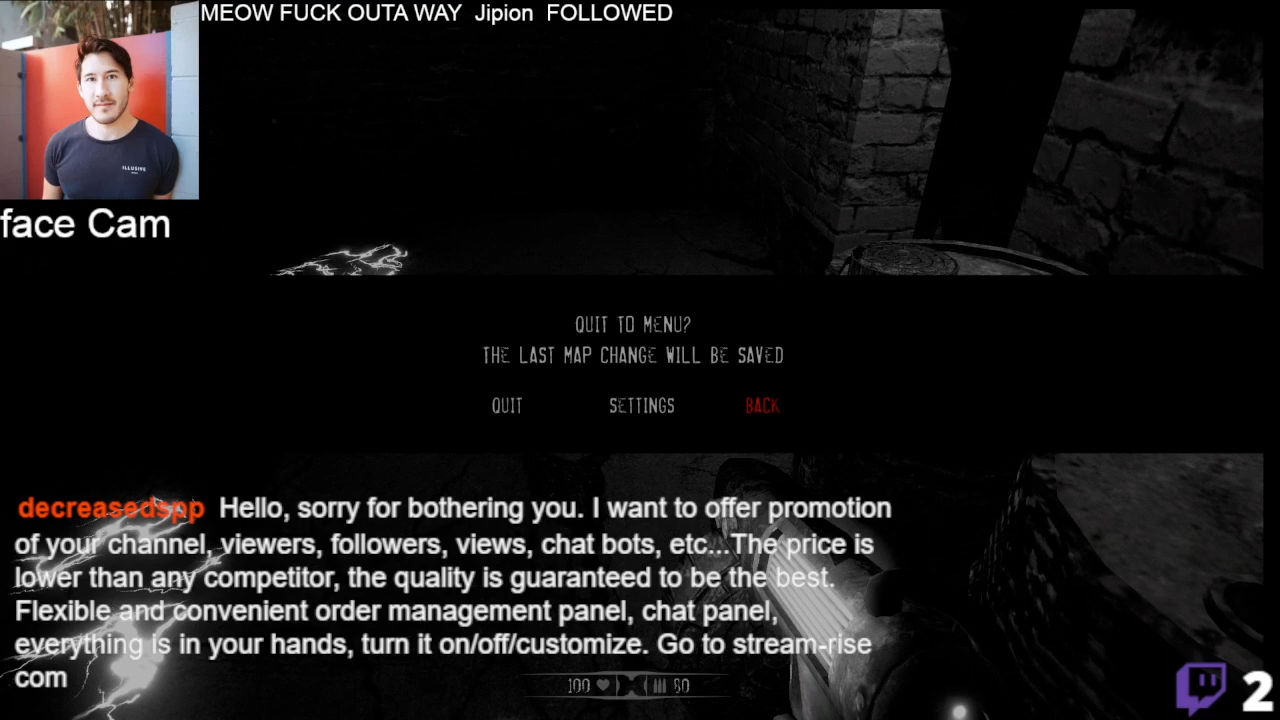 MEOW FUCK OUTA WAY Jipion FOLLOWED
ILLUSIVE
face Cam
QUIT TO MENU?
THE LAST MAP CHANGE WILL BE SAVED
QUIT SETTINGS BACK
decreasedspp Hello, sorry for bothering you. I want to offer promotion
of your channel, viewers, followers, views, chat bots, etc...The price is
lower than any competitor, the quality is guaranteed to be the best.
Flexible and convenient order management panel, chat panel,
everything is in your hands, turn it on/off/customize. Go to stream-rise
com
100 80
2